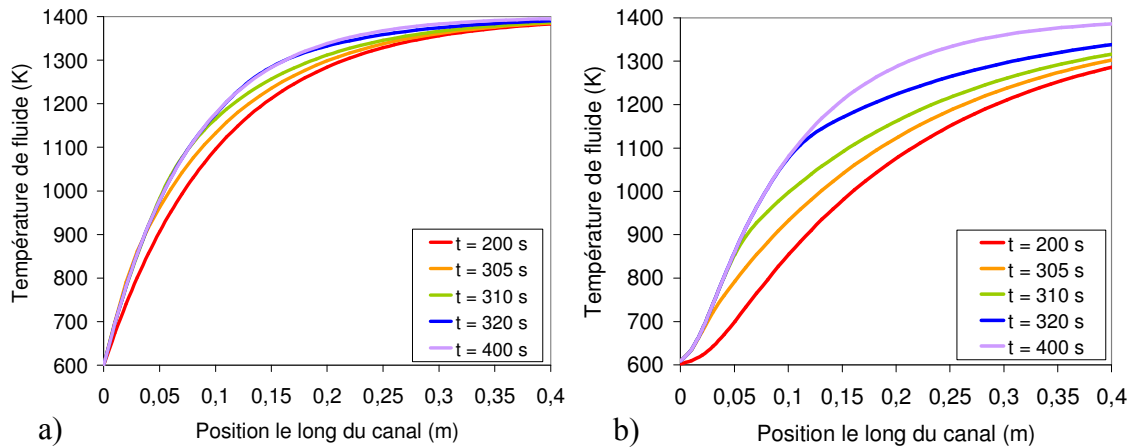 1400
1300
1200
1100
1000
900
800
700
600
Température de fluide (K)
t = 200 s
t = 305 s
t = 310 s
t = 320 s
t = 400 s
0 0,05 0,1 0,15 0,2 0,25 0,3 0,35 0,4
Position le long du canal (m)
a)
1400
1300
1200
1100
1000
900
800
700
600
Température de fluide (K)
t = 200 s
t = 305 s
t = 310 s
t = 320 s
t = 400 s
0 0,05 0,1 0,15 0,2 0,25 0,3 0,35 0,4
Position le long du canal (m)
b)